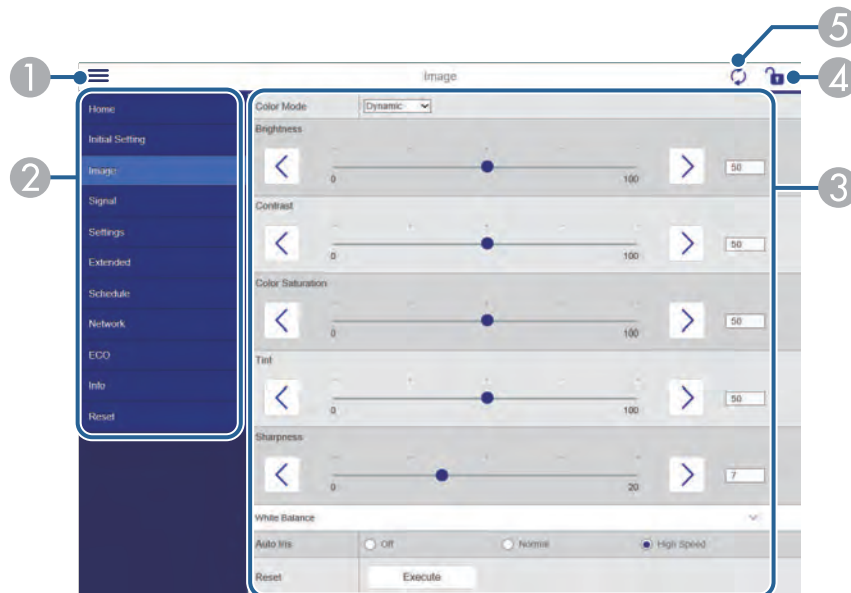 5
1
Image
4
Home
Initial Setting
Image
Signal
Settings
Extended
Schedule
Network
ECO
Info
Reset
2
Color Mode
Dynamic
Brightness
0
100
50
3
Contrast
0
100
50
Color Saturation
0
100
50
Tint
0
100
50
Sharpness
0
20
7
White Balance
Auto Iris
Off
Normal
High Speed
Reset
Execute